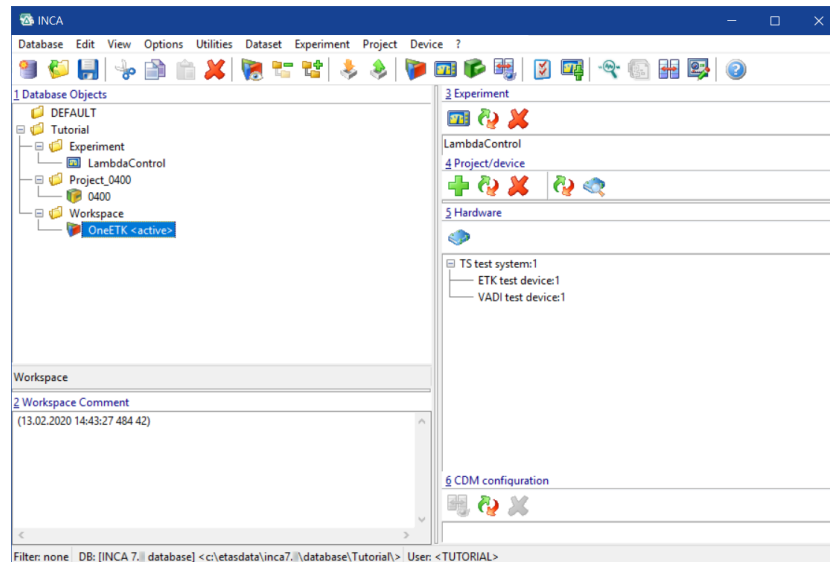 INCA
Database Edit View Options Utilities Dataset Experiment Project Device ?
1 Database Objects
DEFAULT
Tutorial
Experiment
LambdaControl
Project_0400
0400
Workspace
OneETK <active>
Workspace
2 Workspace Comment
(13.02.2020 14:43:27 484 42)
3 Experiment
LambdaControl
4 Project/device
5 Hardware
TS test system:1
ETK test device:1
VADI test device:1
6 CDM configuration
Filter: none DB: [INCA 7. database] <c:\etasdata\inca7. \database\Tutorial\> User: <TUTORIAL>